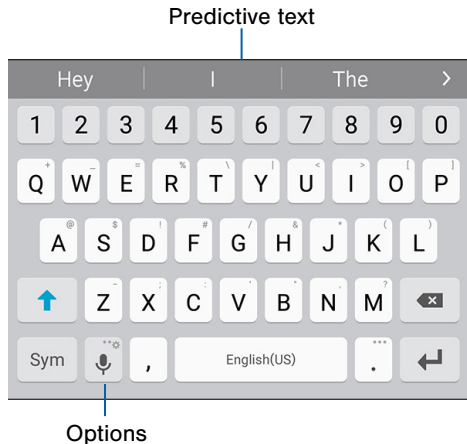 Predictive text
Hey I The >
1 2 3 4 5 6 7 8 9 0
+ _ = % \ | < > [ ]
Q W E R T Y U I O P
@ $ ! # / & * ( )
A S D F G H J K L
- ; : ' " , ?
Z X C V B N M
Sym , English(US) .
Options